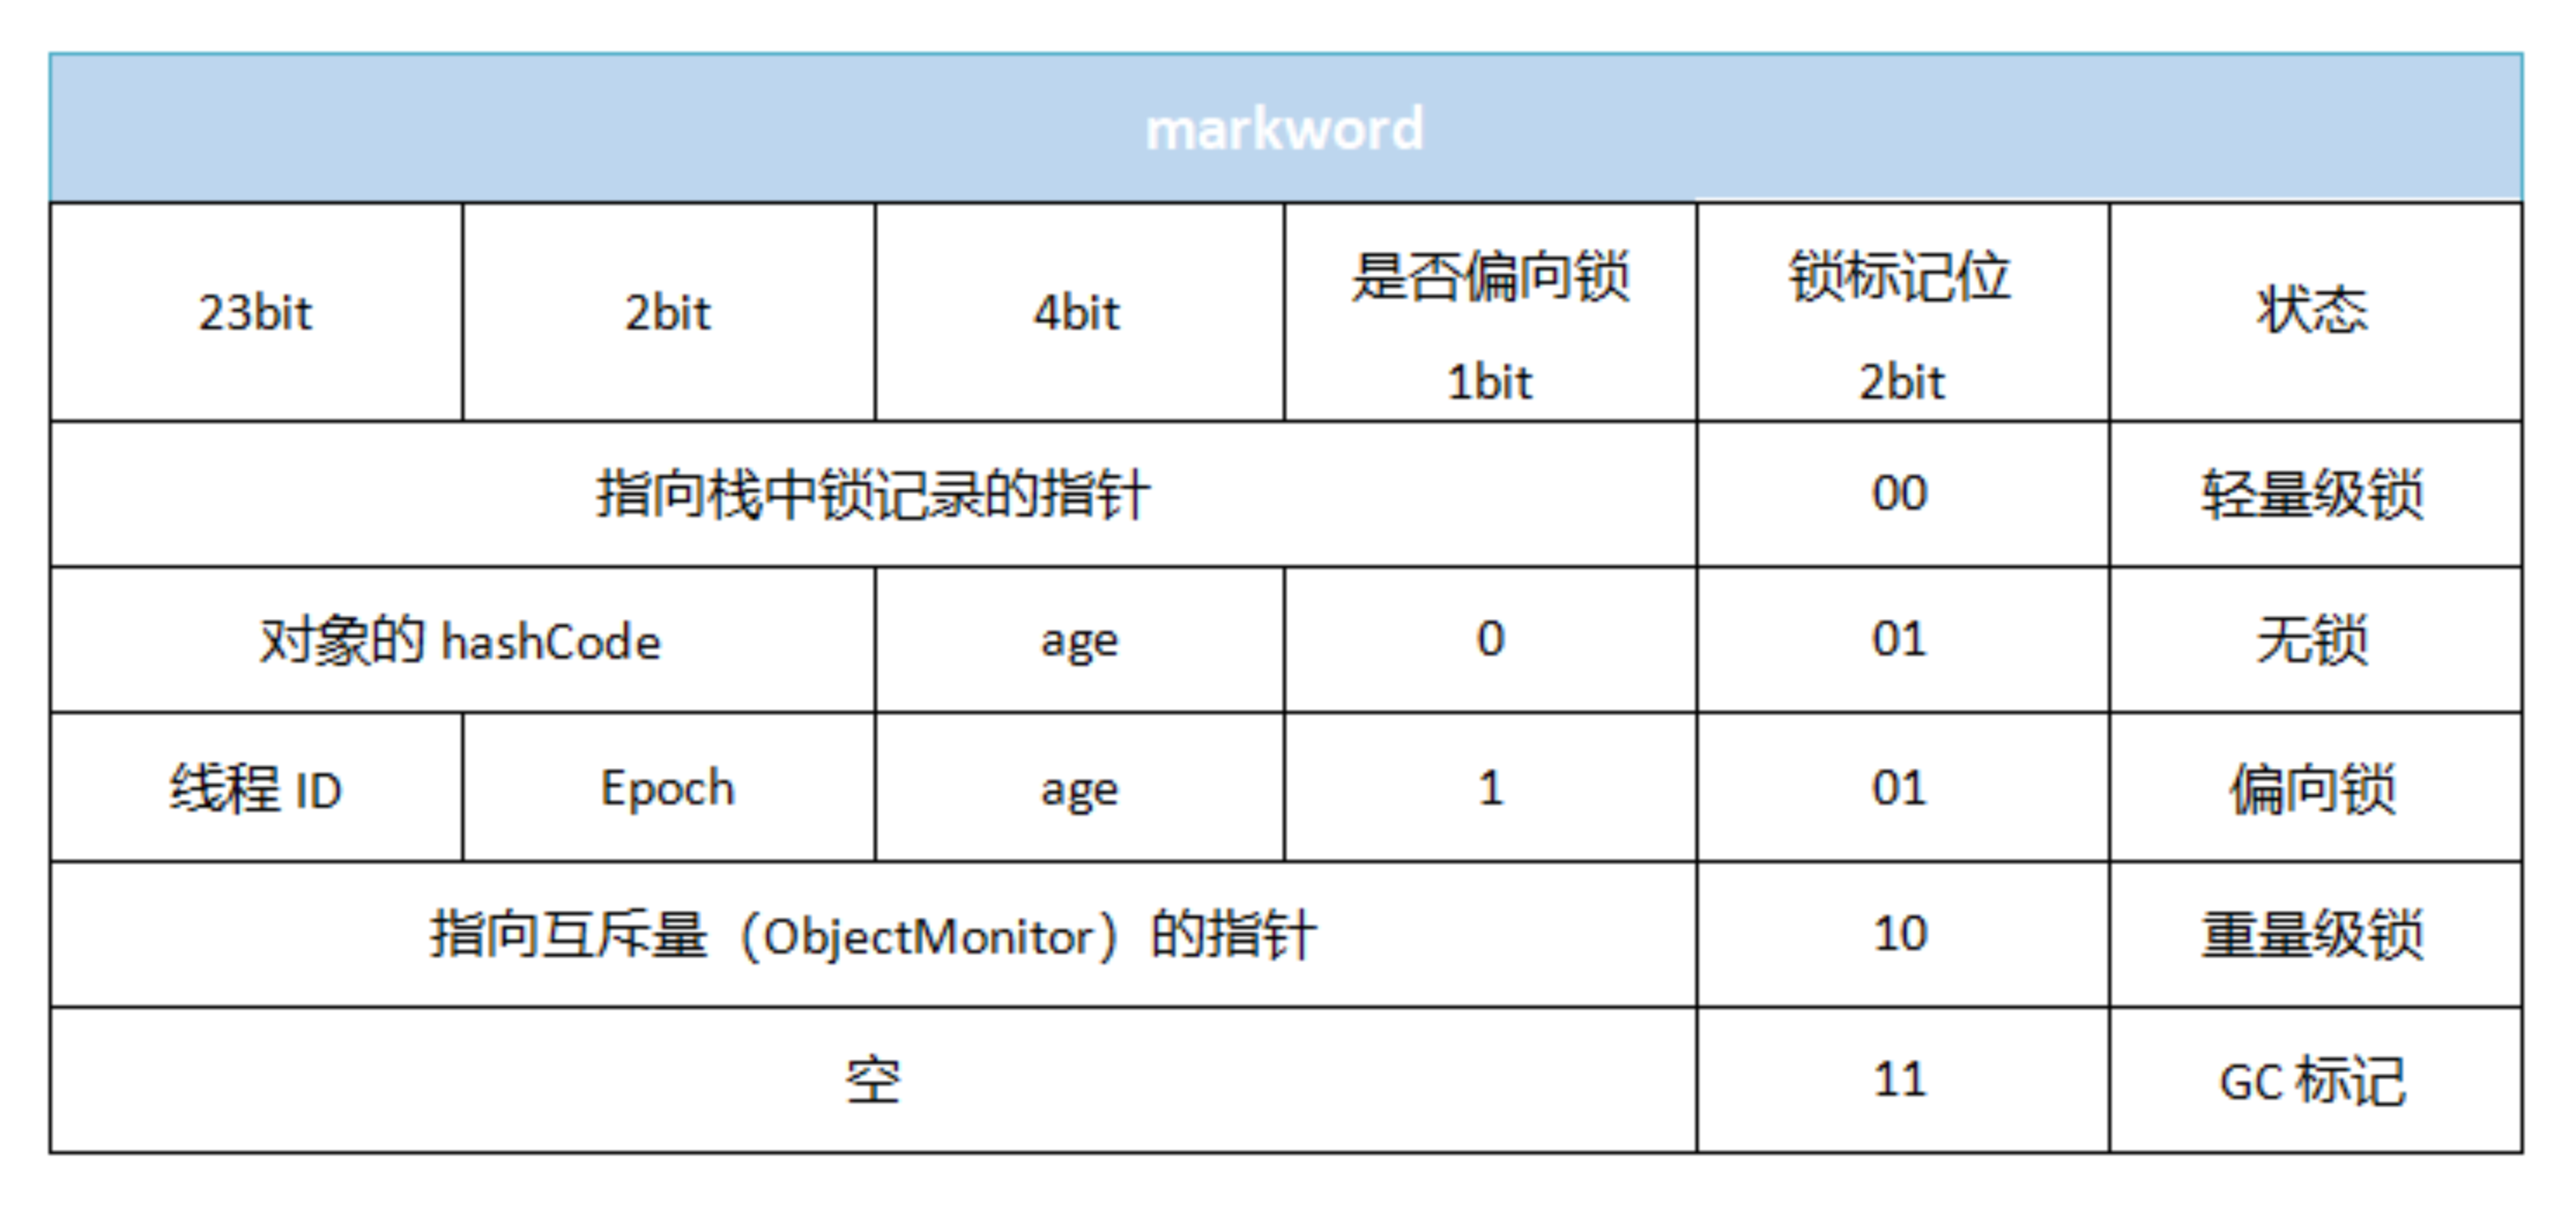 markword
23bit 2bit 4bit 是否偏向锁 1bit 锁标记位 2bit 状态
指向栈中锁记录的指针 00 轻量级锁
对象的 hashCode age 0 01 无锁
线程 ID Epoch age 1 01 偏向锁
指向互斥量（ObjectMonitor）的指针 10 重量级锁
空 11 GC 标记